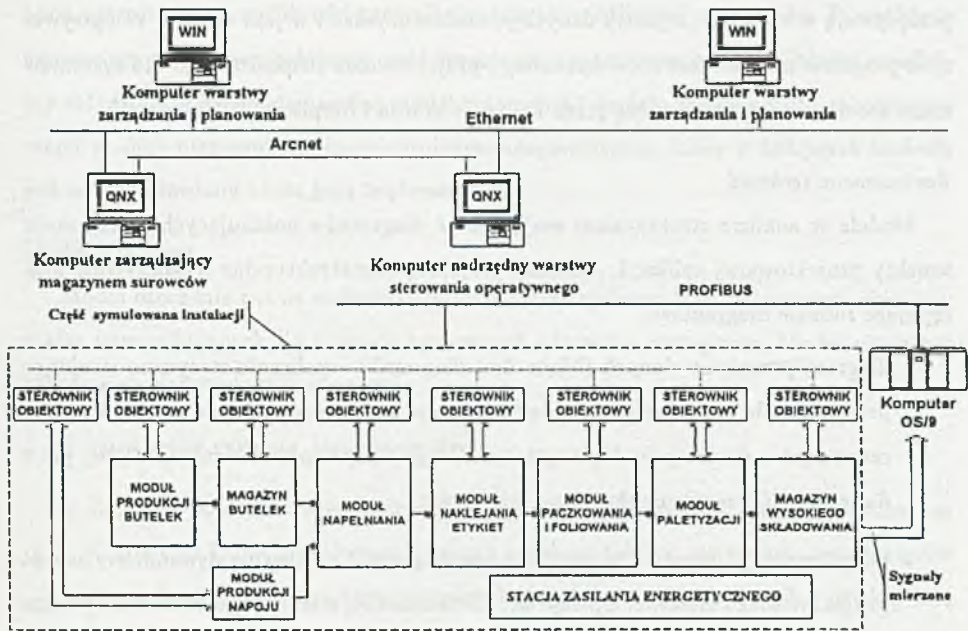 WIN
WIN
Komputer warstwy
zarządzania i planowania
Ethernet
Komputer warstwy
zarządzania i planowania
Arcnet
QNX
QNX
Komputer zarządzający
magazynem surowców
Komputer nadrzędny warstwy
sterowania operatywnego
PROFIBUS
Część symulowana instalacji
STEROWNIK
OBIEKTOWY
STEROWNIK
OBIEKTOWY
STEROWNIK
OBIEKTOWY
STEROWNIK
OBIEKTOWY
STEROWNIK
OBIEKTOWY
STEROWNIK
OBIEKTOWY
STEROWNIK
OBIEKTOWY
STEROWNIK
OBIEKTOWY
Komputer
OS/9
MODUŁ
PRODUKCJI
BUTELEK
MAGAZYN
BUTELEK
MODUŁ
NAPEŁNIANIA
MODUŁ
NAKLEJANIA
ETYKIET
MODUŁ
PACZKOWANIA
I FOLIOWANIA
MODUŁ
PALETYZACJI
MAGAZYN
WYSOKIEGO
SKŁADOWANIA
MODUŁ
PRODUKCJI
NAPOJU
STACJA ZASILANIA ENERGETYCZNEGO
Sygnały
mierzone